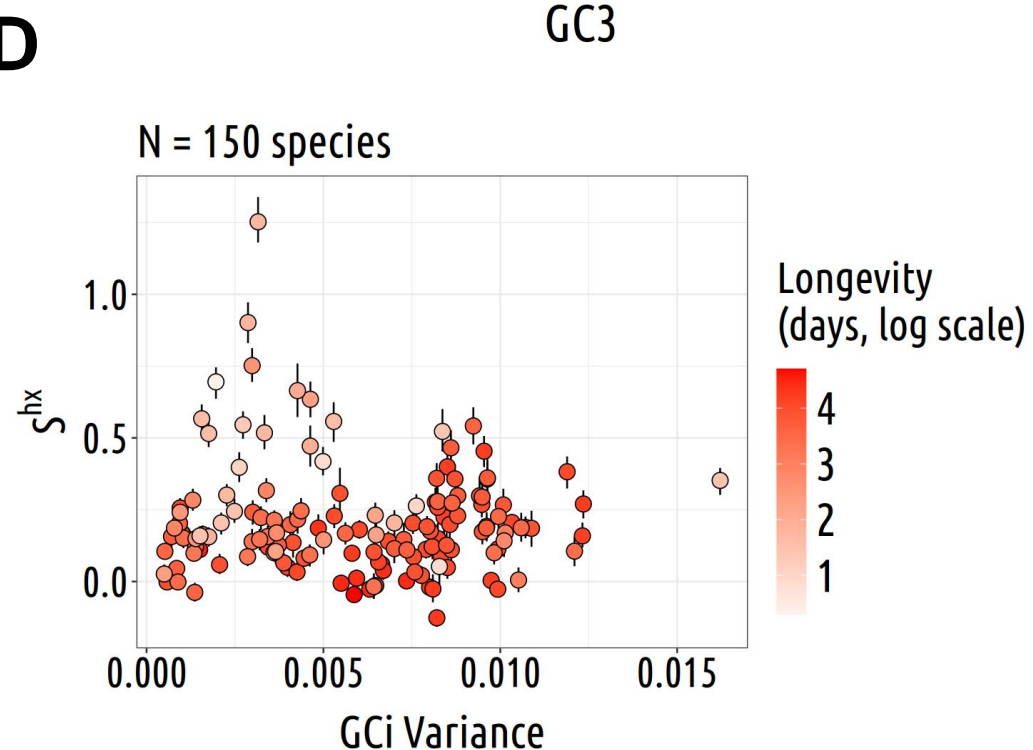 GC3
D
N = 150 species
1.0
0.5
0.0
S^hx
0.000 0.005 0.010 0.015
GCi Variance
Longevity
(days, log scale)
4
3
2
1